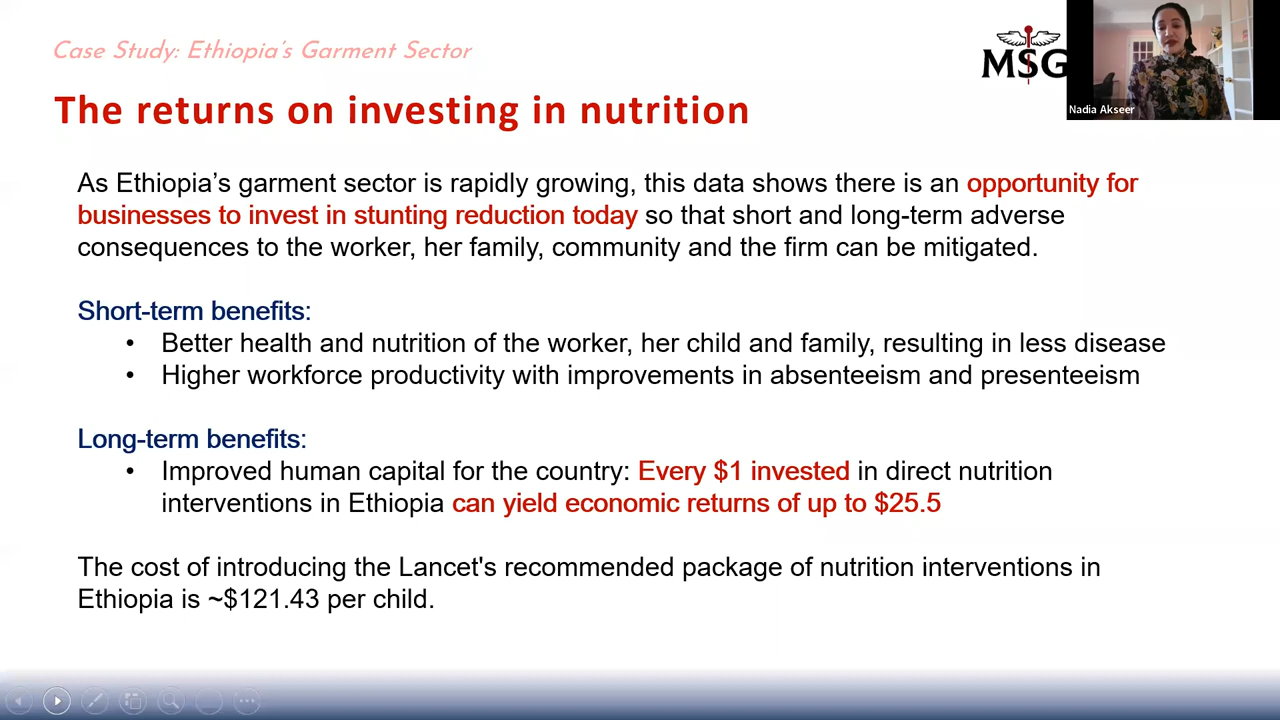 Case Study: Ethiopia's Garment Sector
MSG
Nadia Akseer
The returns on investing in nutrition
As Ethiopia’s garment sector is rapidly growing, this data shows there is an opportunity for
businesses to invest in stunting reduction today so that short and long-term adverse
consequences to the worker, her family, community and the firm can be mitigated.
Short-term benefits:
• Better health and nutrition of the worker, her child and family, resulting in less disease
• Higher workforce productivity with improvements in absenteeism and presenteeism
Long-term benefits:
• Improved human capital for the country: Every $1 invested in direct nutrition
interventions in Ethiopia can yield economic returns of up to $25.5
The cost of introducing the Lancet's recommended package of nutrition interventions in
Ethiopia is ~$121.43 per child.